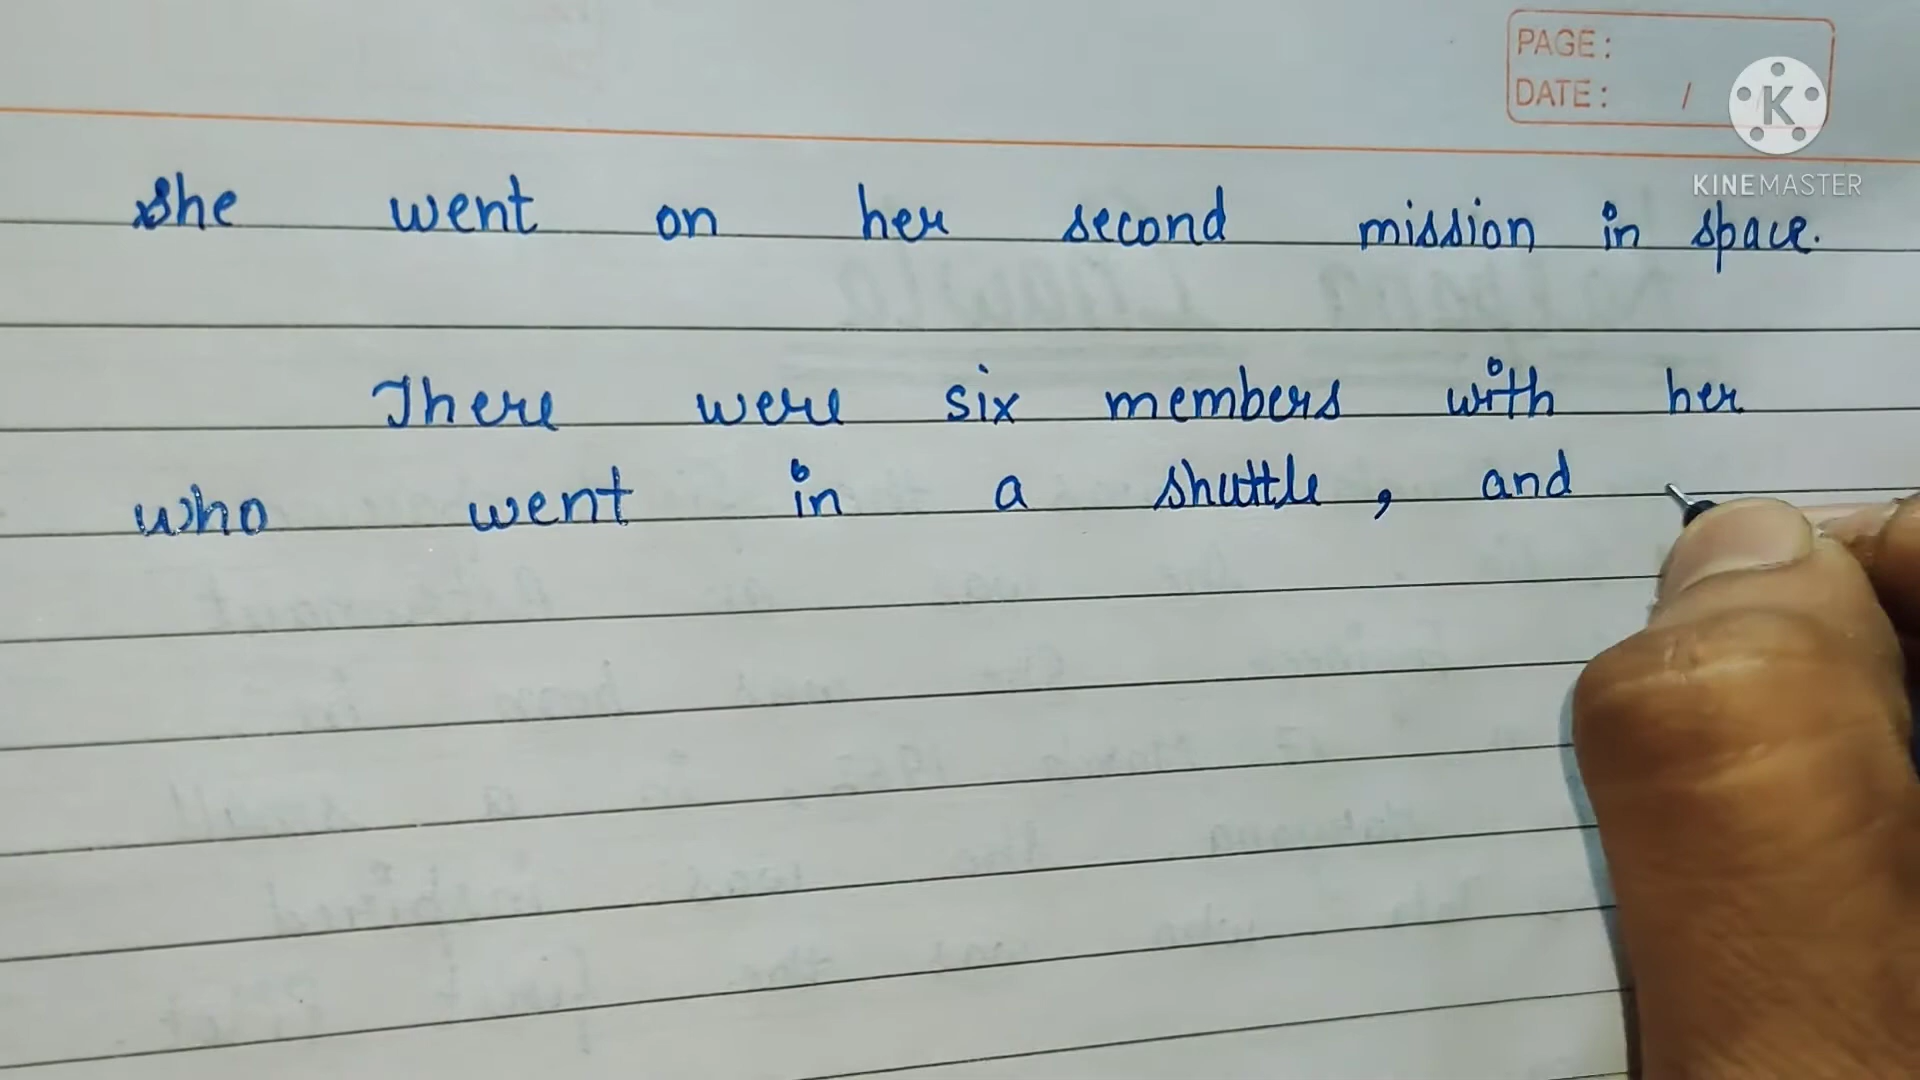 PAGE:
DATE: /
K
KINEMASTER
She went on her second mission in space.
There were six members with her
who went in a shuttle, and